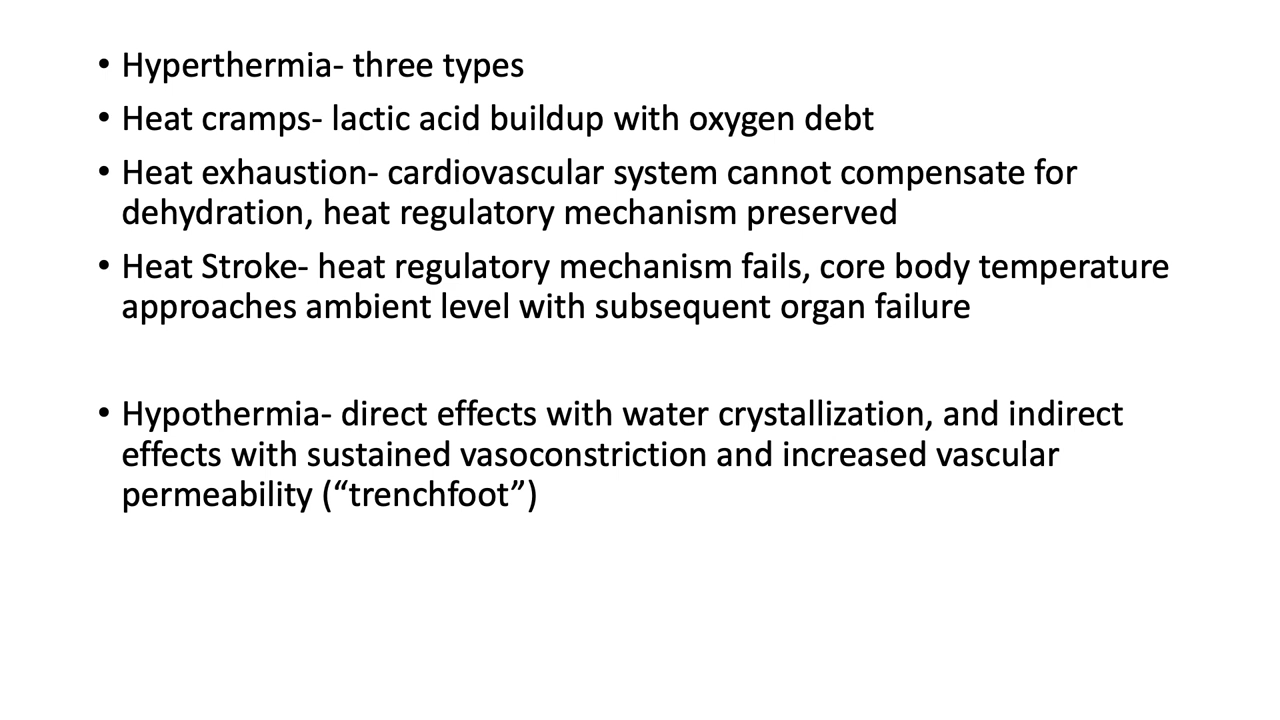 • Hyperthermia- three types
• Heat cramps- lactic acid buildup with oxygen debt
• Heat exhaustion- cardiovascular system cannot compensate for
dehydration, heat regulatory mechanism preserved
• Heat Stroke- heat regulatory mechanism fails, core body temperature
approaches ambient level with subsequent organ failure
• Hypothermia- direct effects with water crystallization, and indirect
effects with sustained vasoconstriction and increased vascular
permeability (“trenchfoot”)